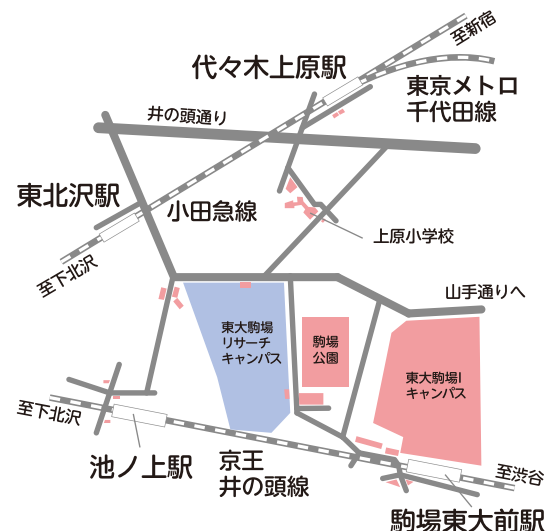 至新宿
代々木上原駅
東京メトロ
千代田線
井の頭通り
東北沢駅
小田急線
上原小学校
至下北沢
山手通りへ
東大駒場
リサーチ
キャンパス
駒場
公園
東大駒場I
キャンパス
至下北沢
池ノ上駅
京王
井の頭線
至渋谷
駒場東大前駅